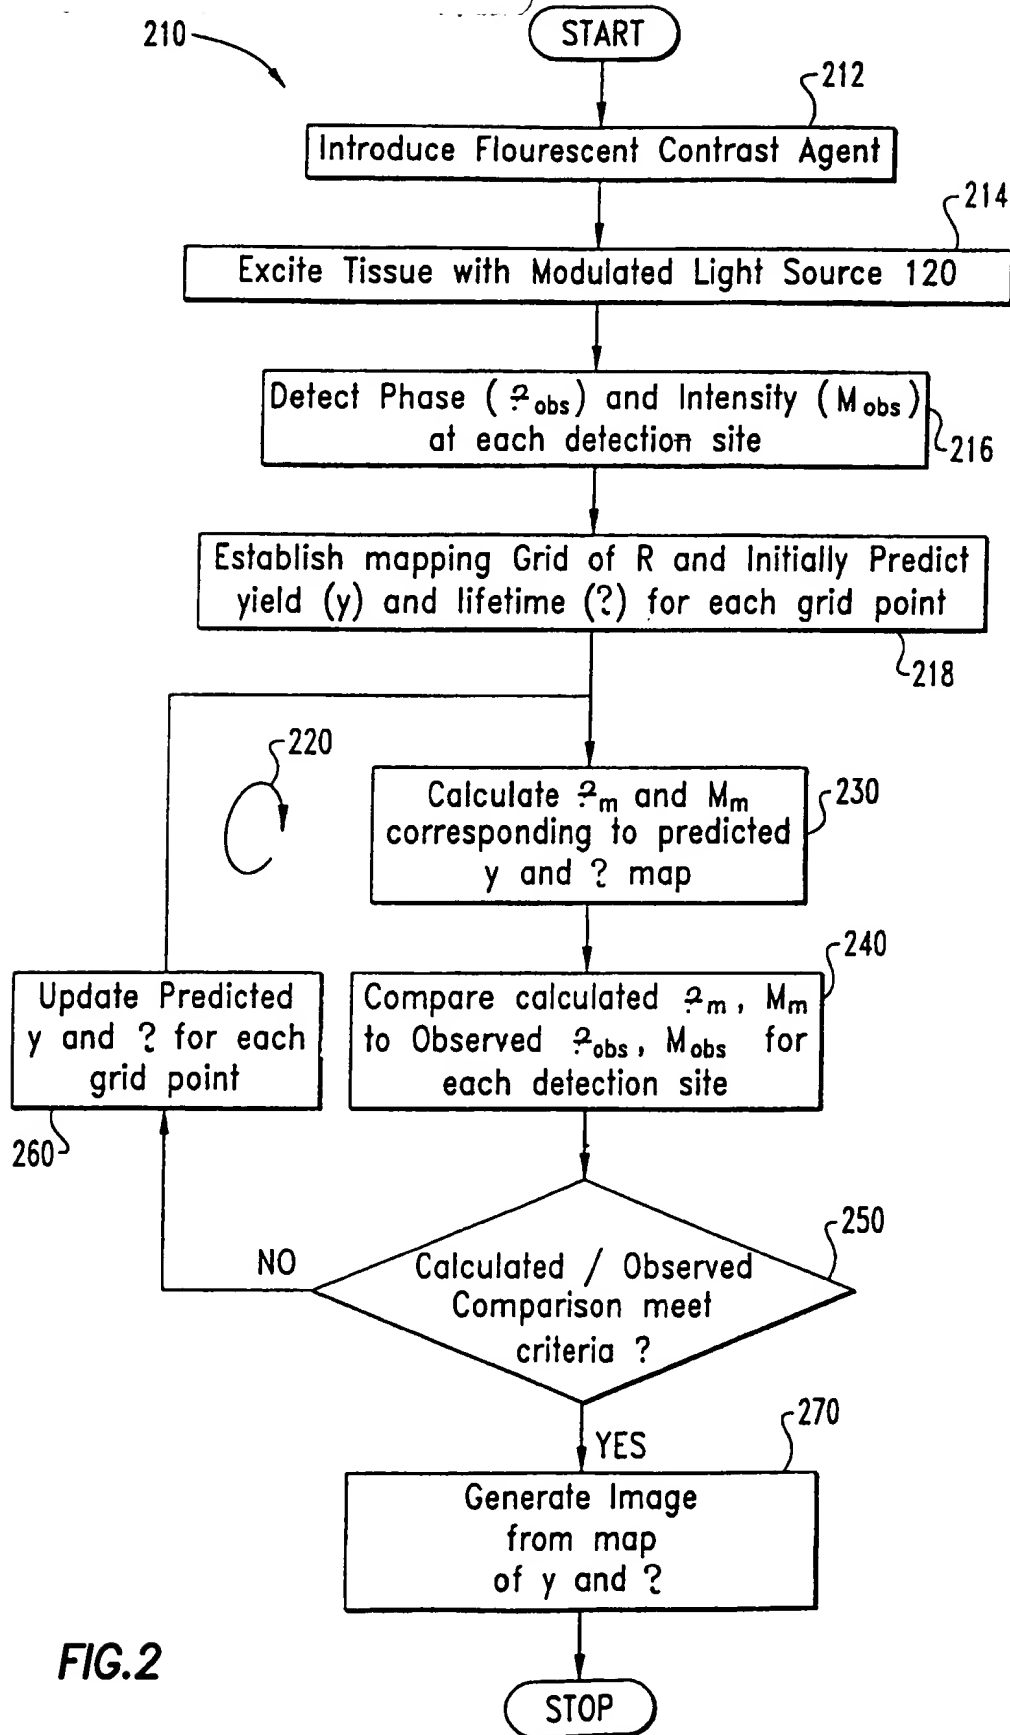 210
START
212
Introduce Flourescent Contrast Agent
214
Excite Tissue with Modulated Light Source 120
Detect Phase (?obs) and Intensity (Mobs)
at each detection site
216
Establish mapping Grid of R and Initially Predict
yield (y) and lifetime (?) for each grid point
218
220
Calculate ?m and Mm
corresponding to predicted
y and ? map
230
240
Compare calculated ?m, Mm
to Observed ?obs, Mobs for
each detection site
Update Predicted
y and ? for each
grid point
260
250
NO
Calculated / Observed
Comparison meet
criteria ?
YES
270
Generate Image
from map
of y and ?
STOP
FIG.2